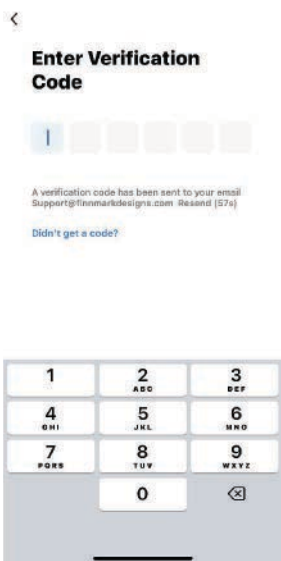 Enter Verification
Code
A verification code has been sent to your email
Support@finnmarkdesigns.com Resend (57s)
Didn't get a code?
1 2 3
ABC DEF
4 5 6
GHI JKL MNO
7 8 9
PQRS TUV WXYZ
0